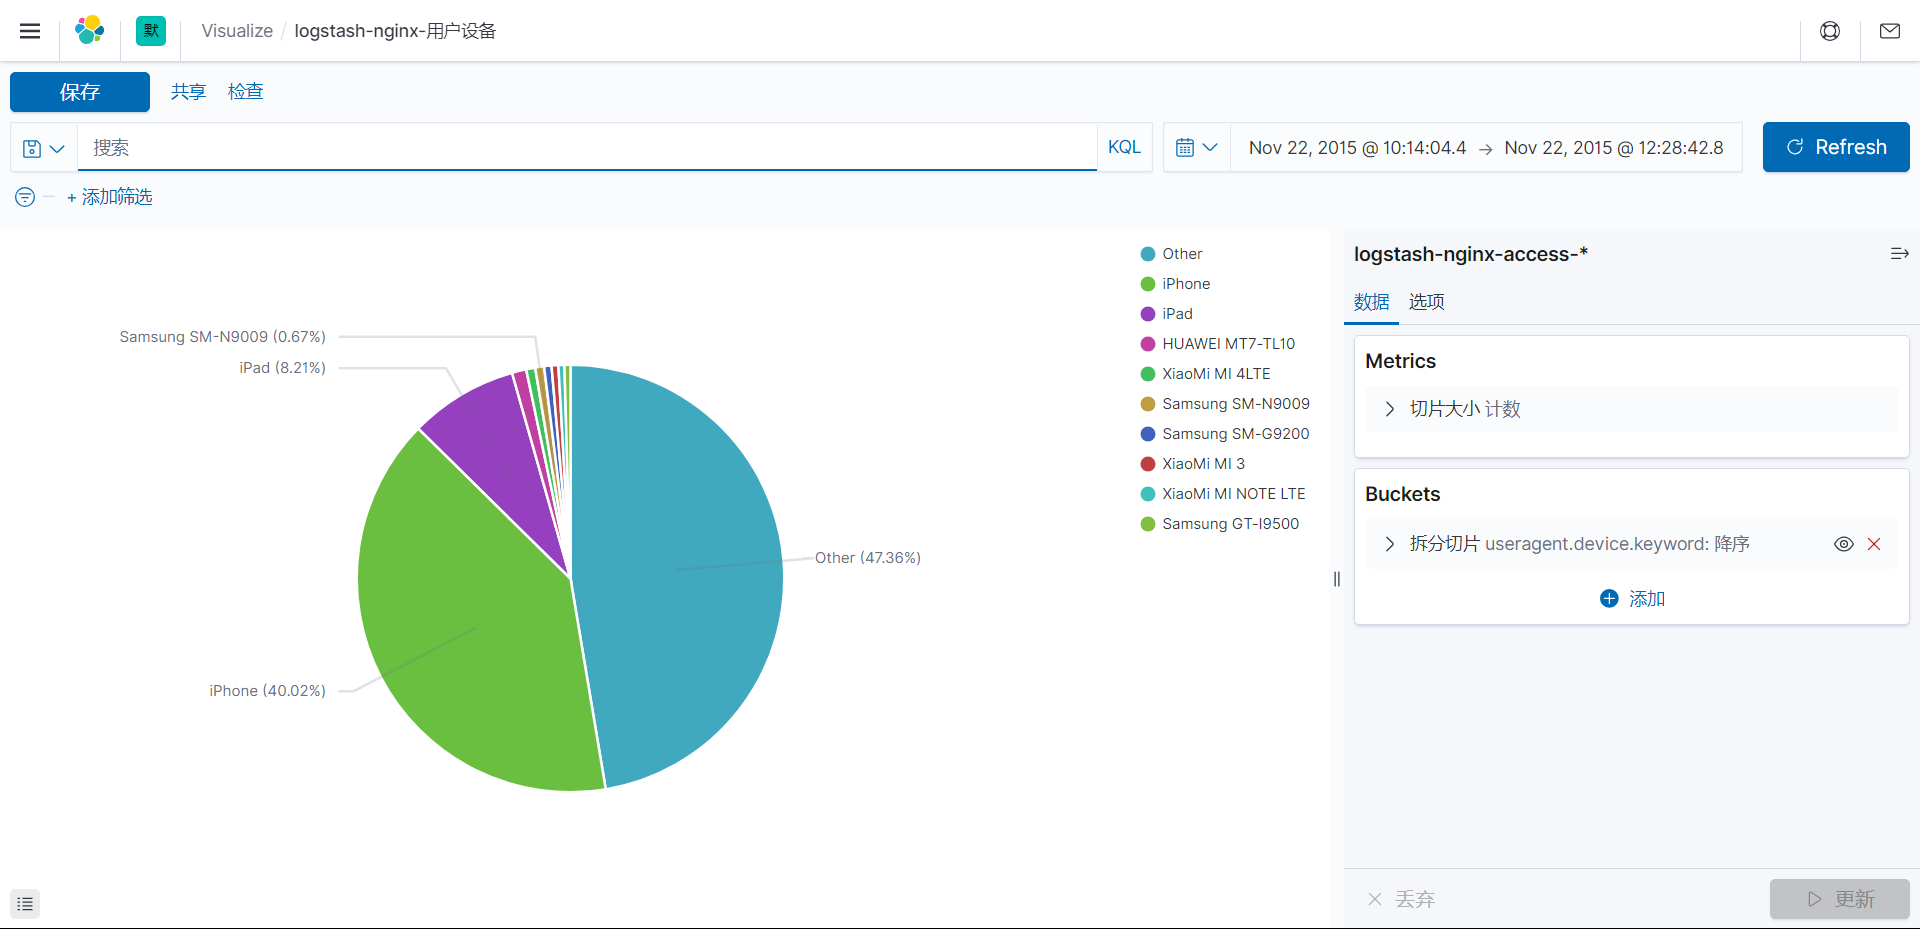 默 Visualize / logstash-nginx-用户设备
保存 共享 检查
搜索 KQL Nov 22, 2015 @ 10:14:04.4 → Nov 22, 2015 @ 12:28:42.8 Refresh
+ 添加筛选
Samsung SM-N9009 (0.67%)
iPad (8.21%)
Other (47.36%)
iPhone (40.02%)
Other
iPhone
iPad
HUAWEI MT7-TL10
XiaoMi MI 4LTE
Samsung SM-N9009
Samsung SM-G9200
XiaoMi MI 3
XiaoMi MI NOTE LTE
Samsung GT-I9500
logstash-nginx-access-*
数据 选项
Metrics
切片大小 计数
Buckets
拆分切片 useragent.device.keyword: 降序
添加
丢弃 更新